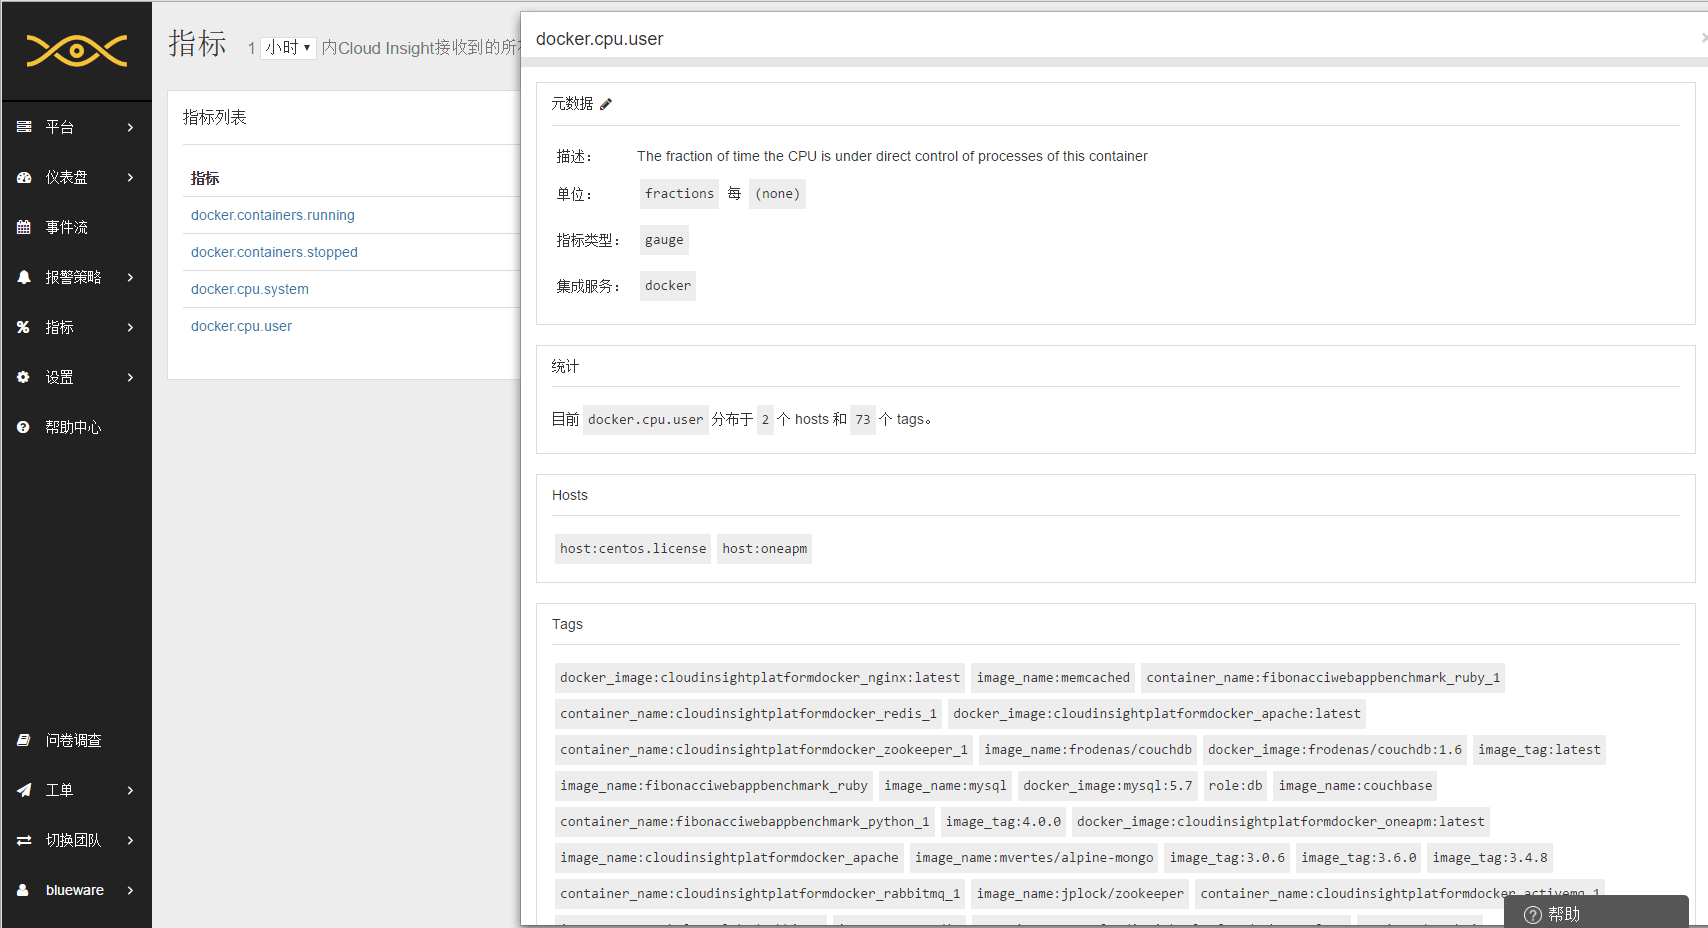 平台
仪表盘
事件流
报警策略
指标
设置
帮助中心
问卷调查
工单
切换团队
blueware
指标 1 小时 内Cloud Insight接收到的所
指标列表
指标
docker.containers.running
docker.containers.stopped
docker.cpu.system
docker.cpu.user
docker.cpu.user
元数据
描述： The fraction of time the CPU is under direct control of processes of this container
单位： fractions 每 (none)
指标类型： gauge
集成服务： docker
统计
目前 docker.cpu.user 分布于 2 个 hosts 和 73 个 tags。
Hosts
host:centos.license host:oneapm
Tags
docker_image:cloudinsightplatformdocker_nginx:latest image_name:memcached container_name:fibonacciwebappbenchmark_ruby_1
container_name:cloudinsightplatformdocker_redis_1 docker_image:cloudinsightplatformdocker_apache:latest
container_name:cloudinsightplatformdocker_zookeeper_1 image_name:frodenas/couchdb docker_image:frodenas/couchdb:1.6 image_tag:latest
image_name:fibonacciwebappbenchmark_ruby image_name:mysql docker_image:mysql:5.7 role:db image_name:couchbase
container_name:fibonacciwebappbenchmark_python_1 image_tag:4.0.0 docker_image:cloudinsightplatformdocker_oneapm:latest
image_name:cloudinsightplatformdocker_apache image_name:mvertes/alpine-mongo image_tag:3.0.6 image_tag:3.6.0 image_tag:3.4.8
container_name:cloudinsightplatformdocker_rabbitmq_1 image_name:jplock/zookeeper container_name:cloudinsightplatformdocker_activemq_1
帮助